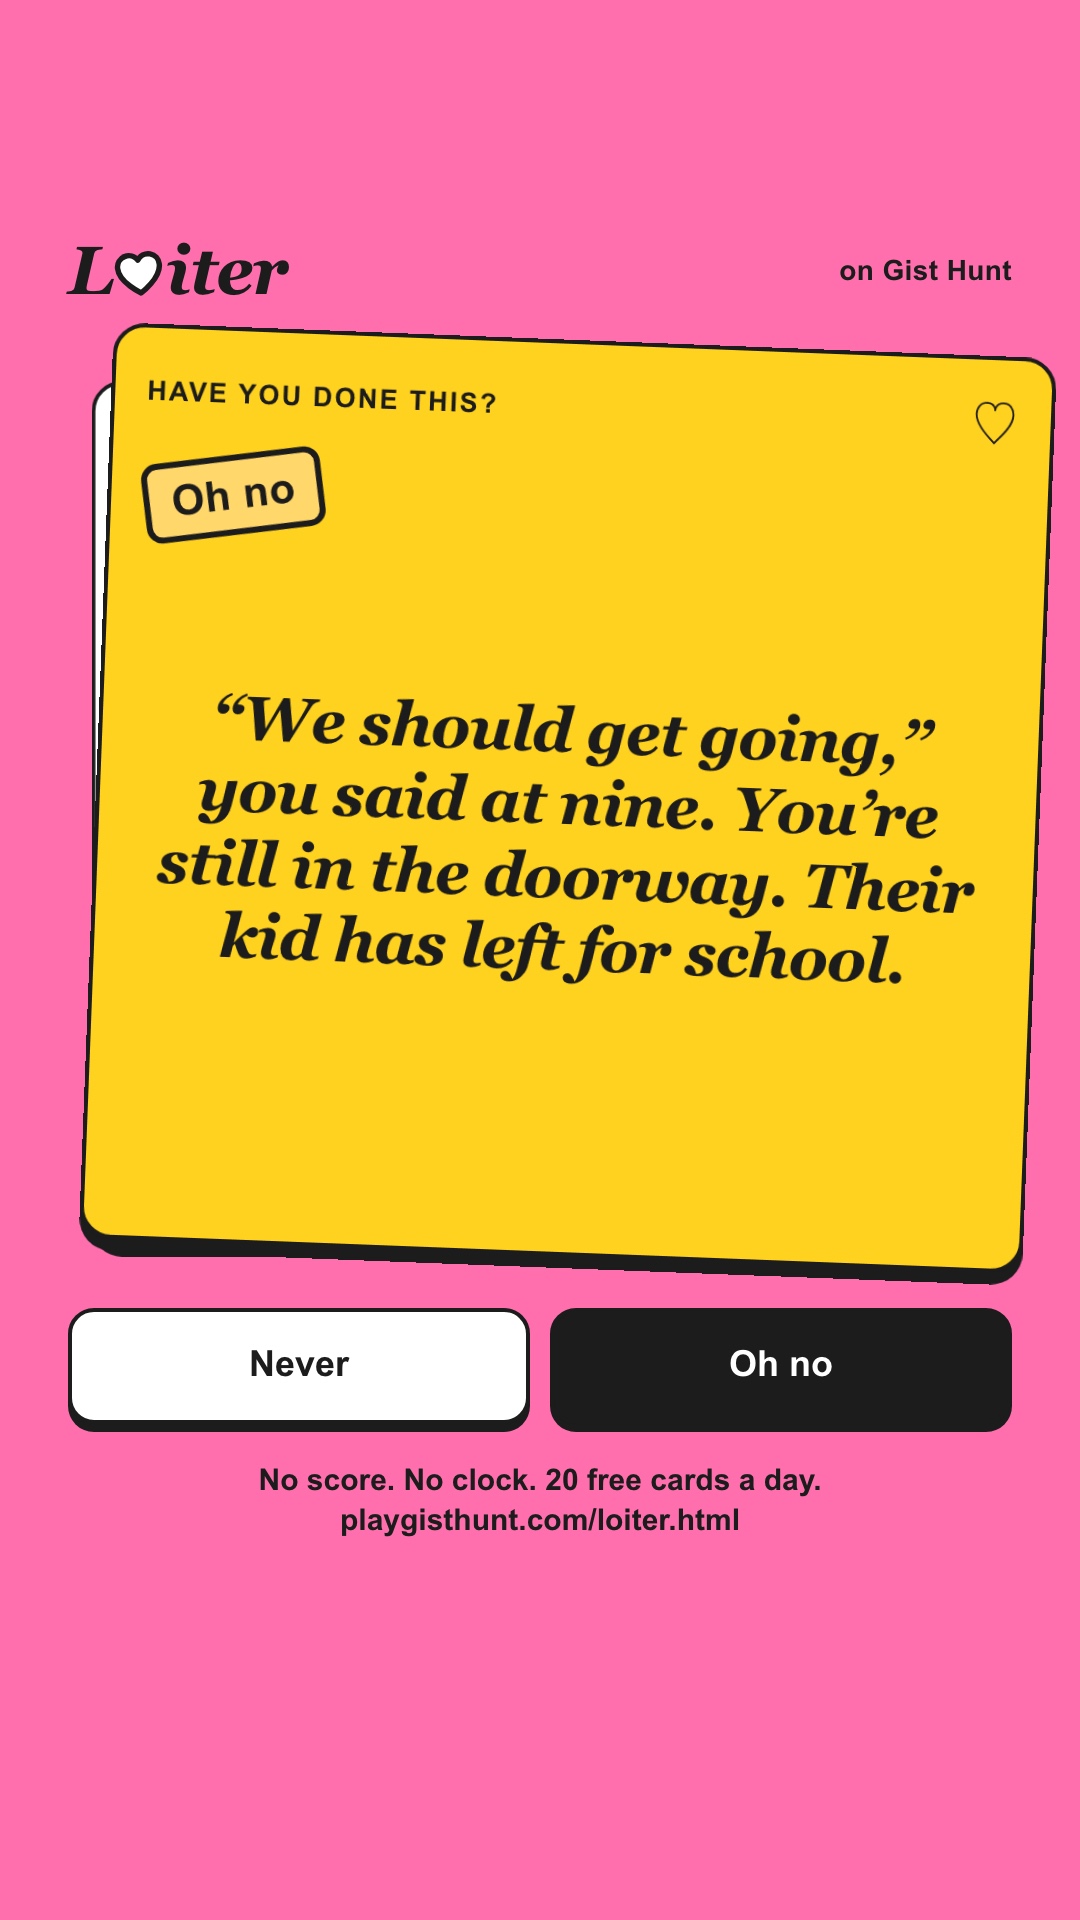 Loiter
on Gist Hunt
HAVE YOU DONE THIS?
Oh no
“We should get going,”
you said at nine. You’re
still in the doorway. Their
kid has left for school.
Never
Oh no
No score. No clock. 20 free cards a day.
playgisthunt.com/loiter.html